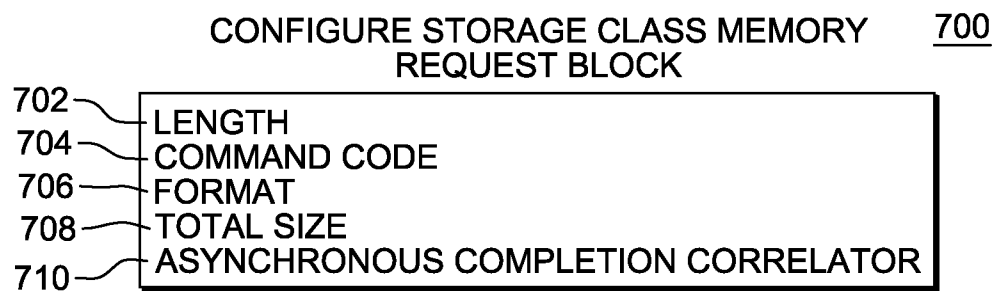 CONFIGURE STORAGE CLASS MEMORY 700
REQUEST BLOCK
702 LENGTH
704 COMMAND CODE
706 FORMAT
708 TOTAL SIZE
710 ASYNCHRONOUS COMPLETION CORRELATOR